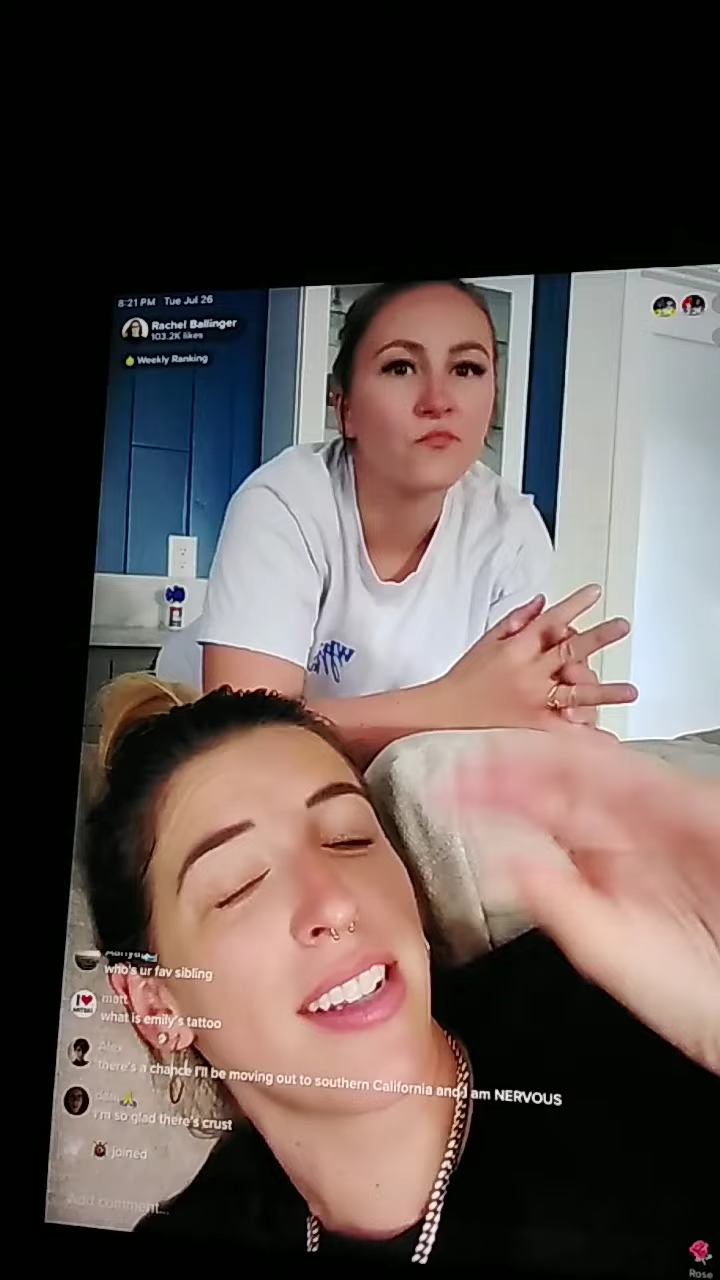 8:21 PM Tue Jul 26
Rachel Ballinger
103.2K likes
Weekly Ranking
who's ur fav sibling
matt
what is emily's tattoo
Alex
there's a chance I'll be moving out to southern California and I am NERVOUS
i'm so glad there's crust
joined
Add comment...
Rose